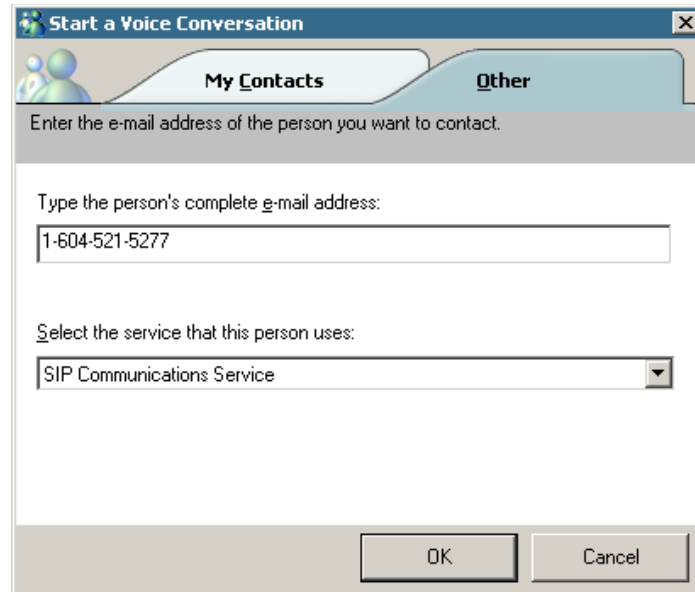 Start a Voice Conversation
My Contacts
Other
Enter the e-mail address of the person you want to contact.
Type the person's complete e-mail address:
1-604-521-5277
Select the service that this person uses:
SIP Communications Service
OK
Cancel